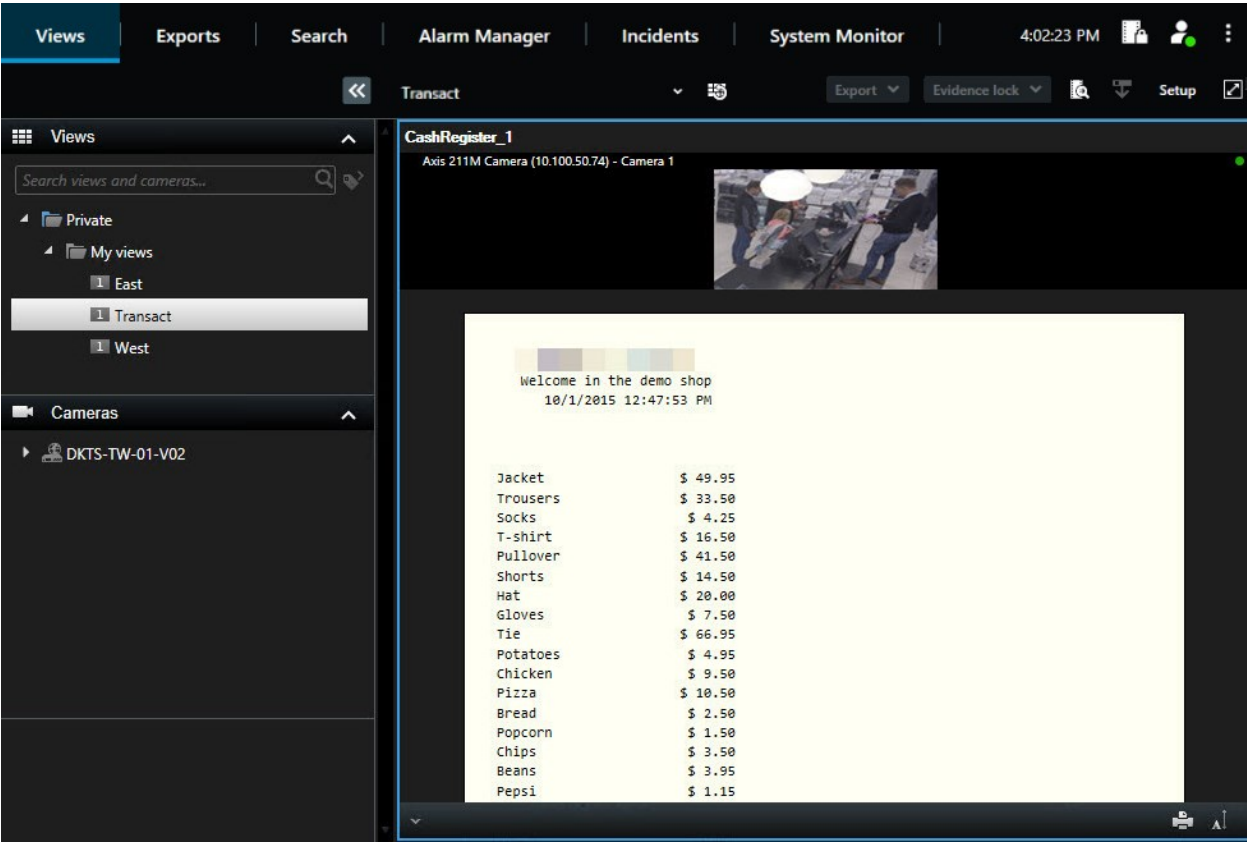 Views Exports Search Alarm Manager Incidents System Monitor 4:02:23 PM
Transact Export Evidence lock Setup
Views
Search views and cameras...
Private
My views
1 East
1 Transact
1 West
Cameras
DKTS-TW-01-V02
CashRegister_1
Axis 211M Camera (10.100.50.74) - Camera 1
Welcome in the demo shop
10/1/2015 12:47:53 PM
Jacket $ 49.95
Trousers $ 33.50
Socks $ 4.25
T-shirt $ 16.50
Pullover $ 41.50
Shorts $ 14.50
Hat $ 20.00
Gloves $ 7.50
Tie $ 66.95
Potatoes $ 4.95
Chicken $ 9.50
Pizza $ 10.50
Bread $ 2.50
Popcorn $ 1.50
Chips $ 3.50
Beans $ 3.95
Pepsi $ 1.15
A